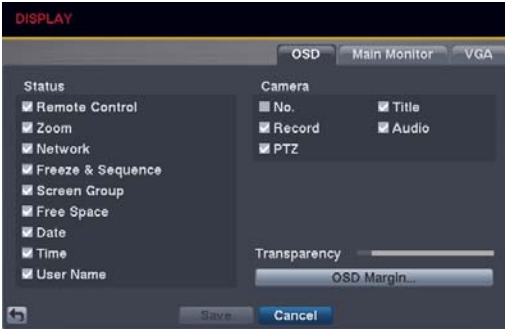 DISPLAY
OSD Main Monitor VGA
Status
Remote Control
Zoom
Network
Freeze & Sequence
Screen Group
Free Space
Date
Time
User Name
Camera
No. Title
Record Audio
PTZ
Transparency
OSD Margin...
Save Cancel